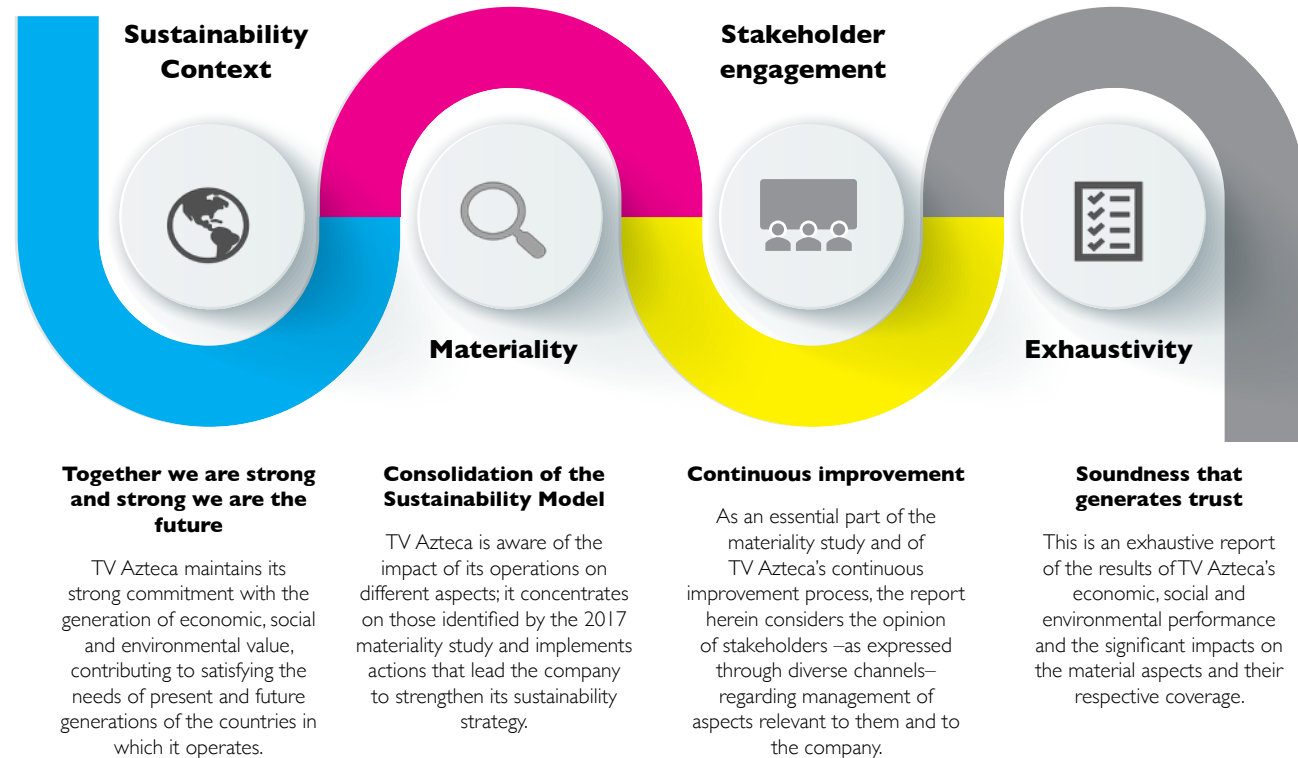 Sustainability
Context
Stakeholder
engagement
Materiality
Exhaustivity
Together we are strong
and strong we are the
future
TV Azteca maintains its
strong commitment with the
generation of economic, social
and environmental value,
contributing to satisfying the
needs of present and future
generations of the countries in
which it operates.
Consolidation of the
Sustainability Model
TV Azteca is aware of the
impact of its operations on
different aspects; it concentrates
on those identified by the 2017
materiality study and implements
actions that lead the company
to strengthen its sustainability
strategy.
Continuous improvement
As an essential part of the
materiality study and of
TV Azteca's continuous
improvement process, the report
herein considers the opinion
of stakeholders –as expressed
through diverse channels–
regarding management of
aspects relevant to them and to
the company.
Soundness that
generates trust
This is an exhaustive report
of the results of TV Azteca's
economic, social and
environmental performance
and the significant impacts on
the material aspects and their
respective coverage.